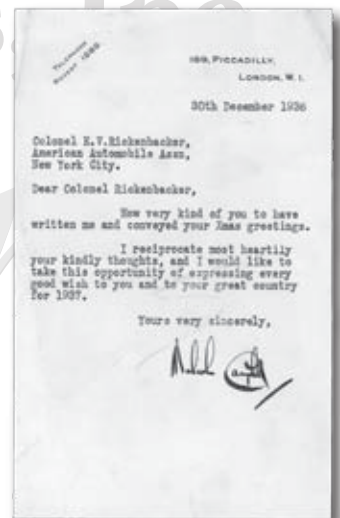 TELEPHONE
REGENT 1689.
189, PICCADILLY,
LONDON, W. 1.
30th December 1936
Colonel E.V.Rickenbacker,
American Automobile Assn,
New York City.
Dear Colonel Rickenbacker,
How very kind of you to have
written me and conveyed your Xmas greetings.
I reciprocate most heartily
your kindly thoughts, and I would like to
take this opportunity of expressing every
good wish to you and to your great country
for 1937.
Yours very sincerely,